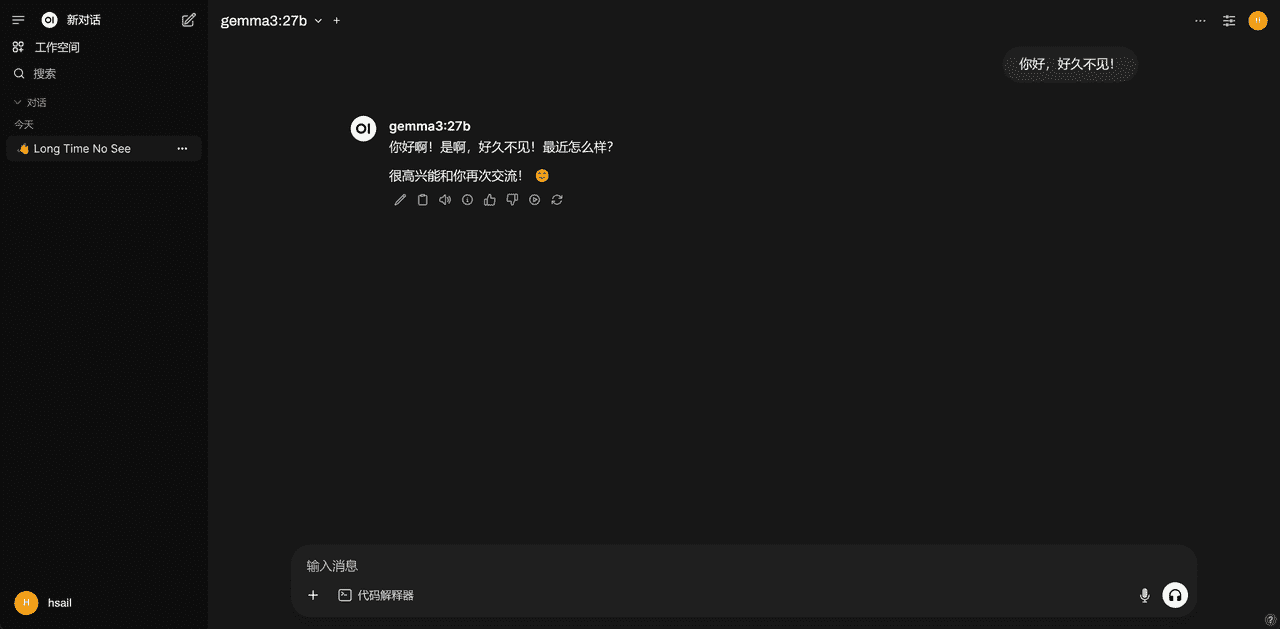 OI 新对话
工作空间
搜索
对话
今天
👋 Long Time No See
H hsail
gemma3:27b
H
你好，好久不见！
OI gemma3:27b
你好啊！是啊，好久不见！最近怎么样？
很高兴能和你再次交流！ 😊
输入消息
代码解释器
?